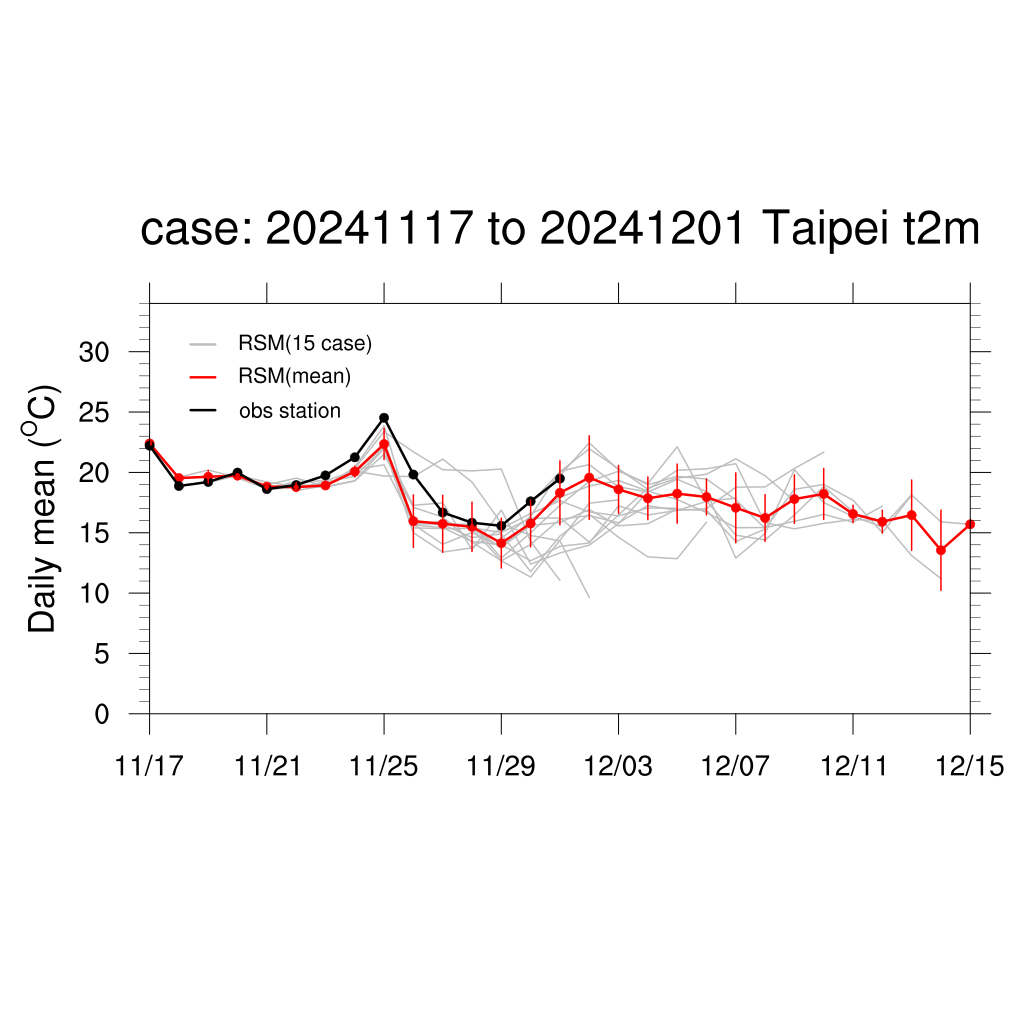 case: 20241117 to 20241201 Taipei t2m
Daily mean (°C)
30
25
20
15
10
5
0
RSM(15 case)
RSM(mean)
obs station
11/17 11/21 11/25 11/29 12/03 12/07 12/11 12/15